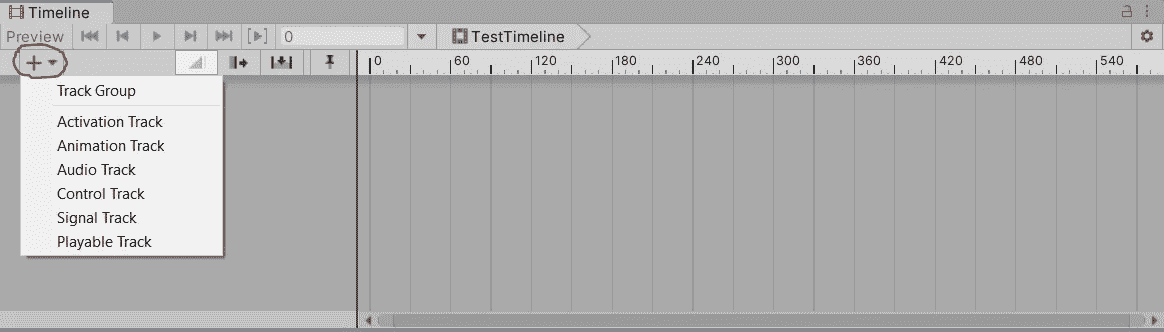 Timeline
Preview 0 TestTimeline
0 60 120 180 240 300 360 420 480 540
Track Group
Activation Track
Animation Track
Audio Track
Control Track
Signal Track
Playable Track